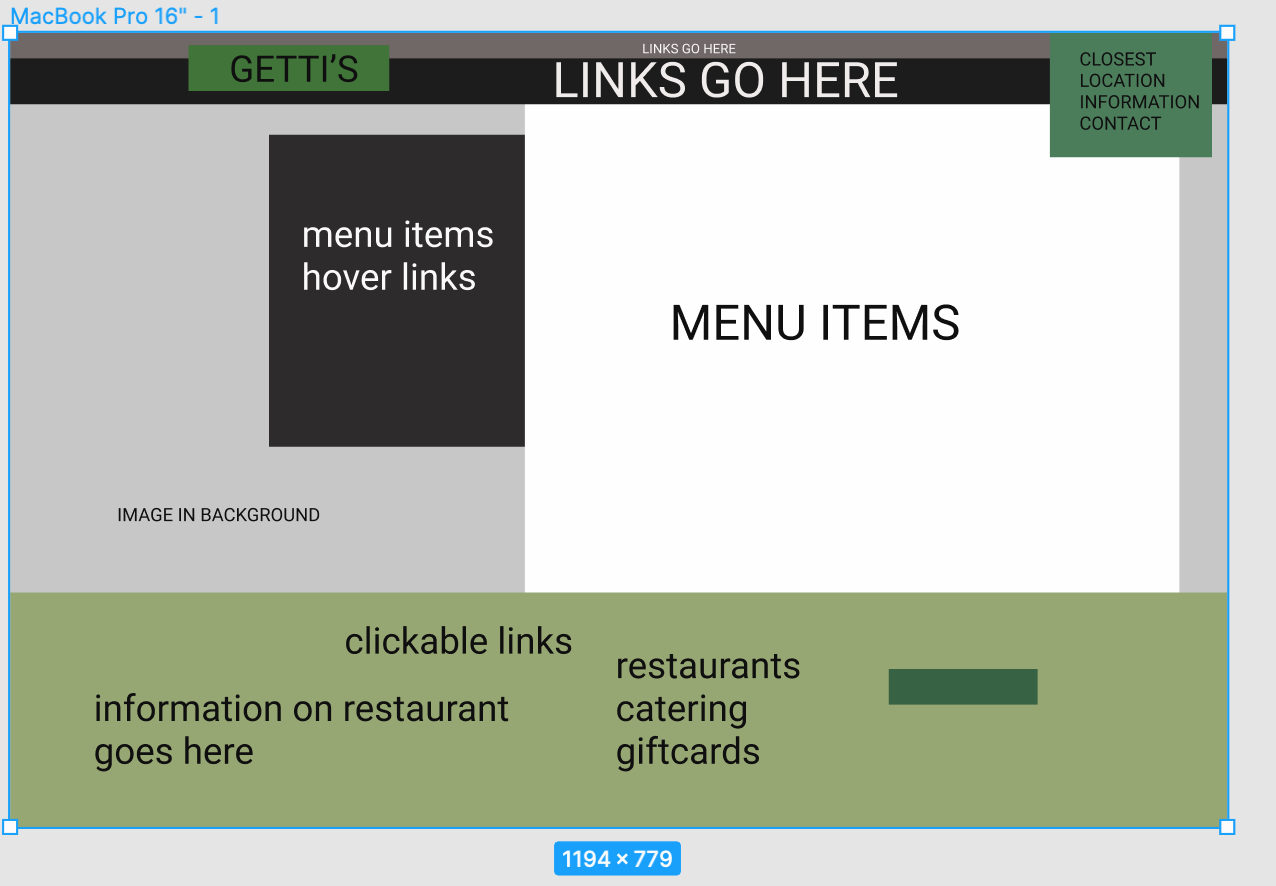 MacBook Pro 16" - 1
LINKS GO HERE
GETTI’S
LINKS GO HERE
CLOSEST
LOCATION
INFORMATION
CONTACT
menu items
hover links
MENU ITEMS
IMAGE IN BACKGROUND
clickable links
information on restaurant
goes here
restaurants
catering
giftcards
1194 × 779